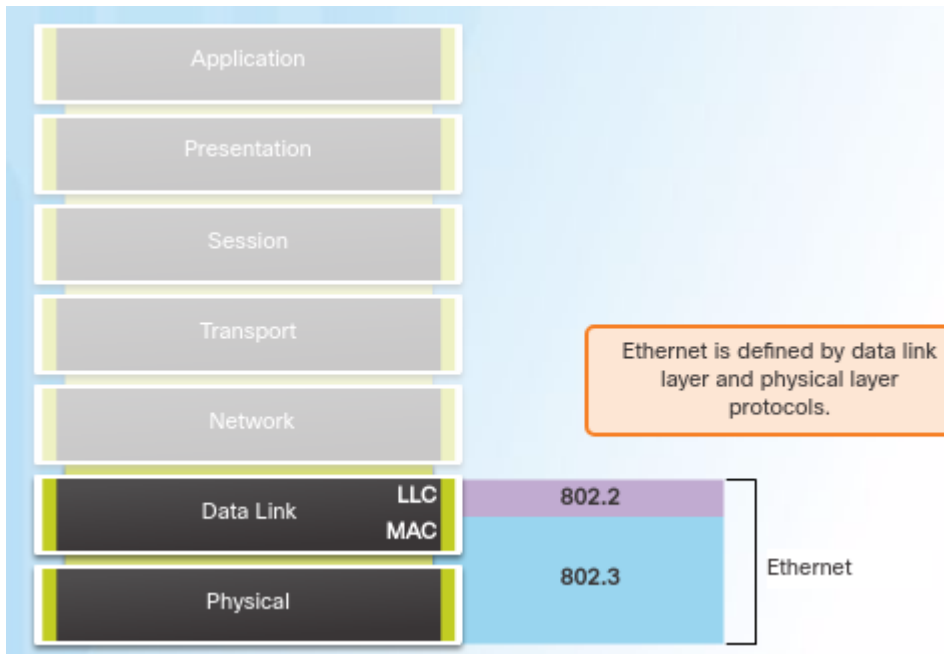 Application
Presentation
Session
Transport
Network
Ethernet is defined by data link
layer and physical layer
protocols.
Data Link
LLC
MAC
802.2
802.3
Ethernet
Physical